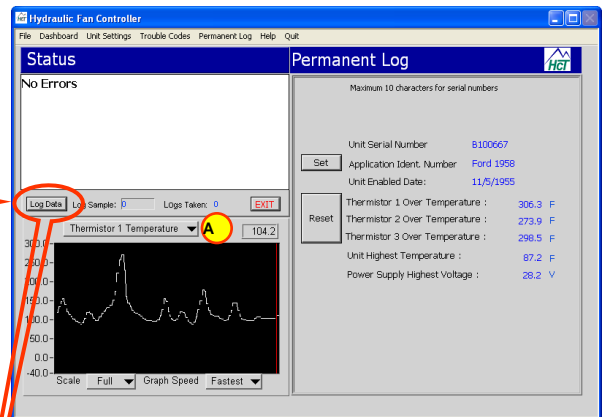 Hydraulic Fan Controller
File Dashboard Unit Settings Trouble Codes Permanent Log Help Quit
Status
Permanent Log
HCT
No Errors
Maximum 10 characters for serial numbers
Unit Serial Number B100667
Set Application Ident. Number Ford 1958
Unit Enabled Date: 11/5/1955
Log Data Log Sample: 0 LOgs Taken: 0 EXIT
Reset
Thermistor 1 Over Temperature : 306.3 F
Thermistor 2 Over Temperature : 273.9 F
Thermistor 3 Over Temperature : 298.5 F
Unit Highest Temperature : 87.2 F
Power Supply Highest Voltage : 28.2 V
Thermistor 1 Temperature A 104.2
300.0-
250.0-
200.0-
150.0-
100.0-
50.0-
0.0-
-40.0-
Scale Full Graph Speed Fastest